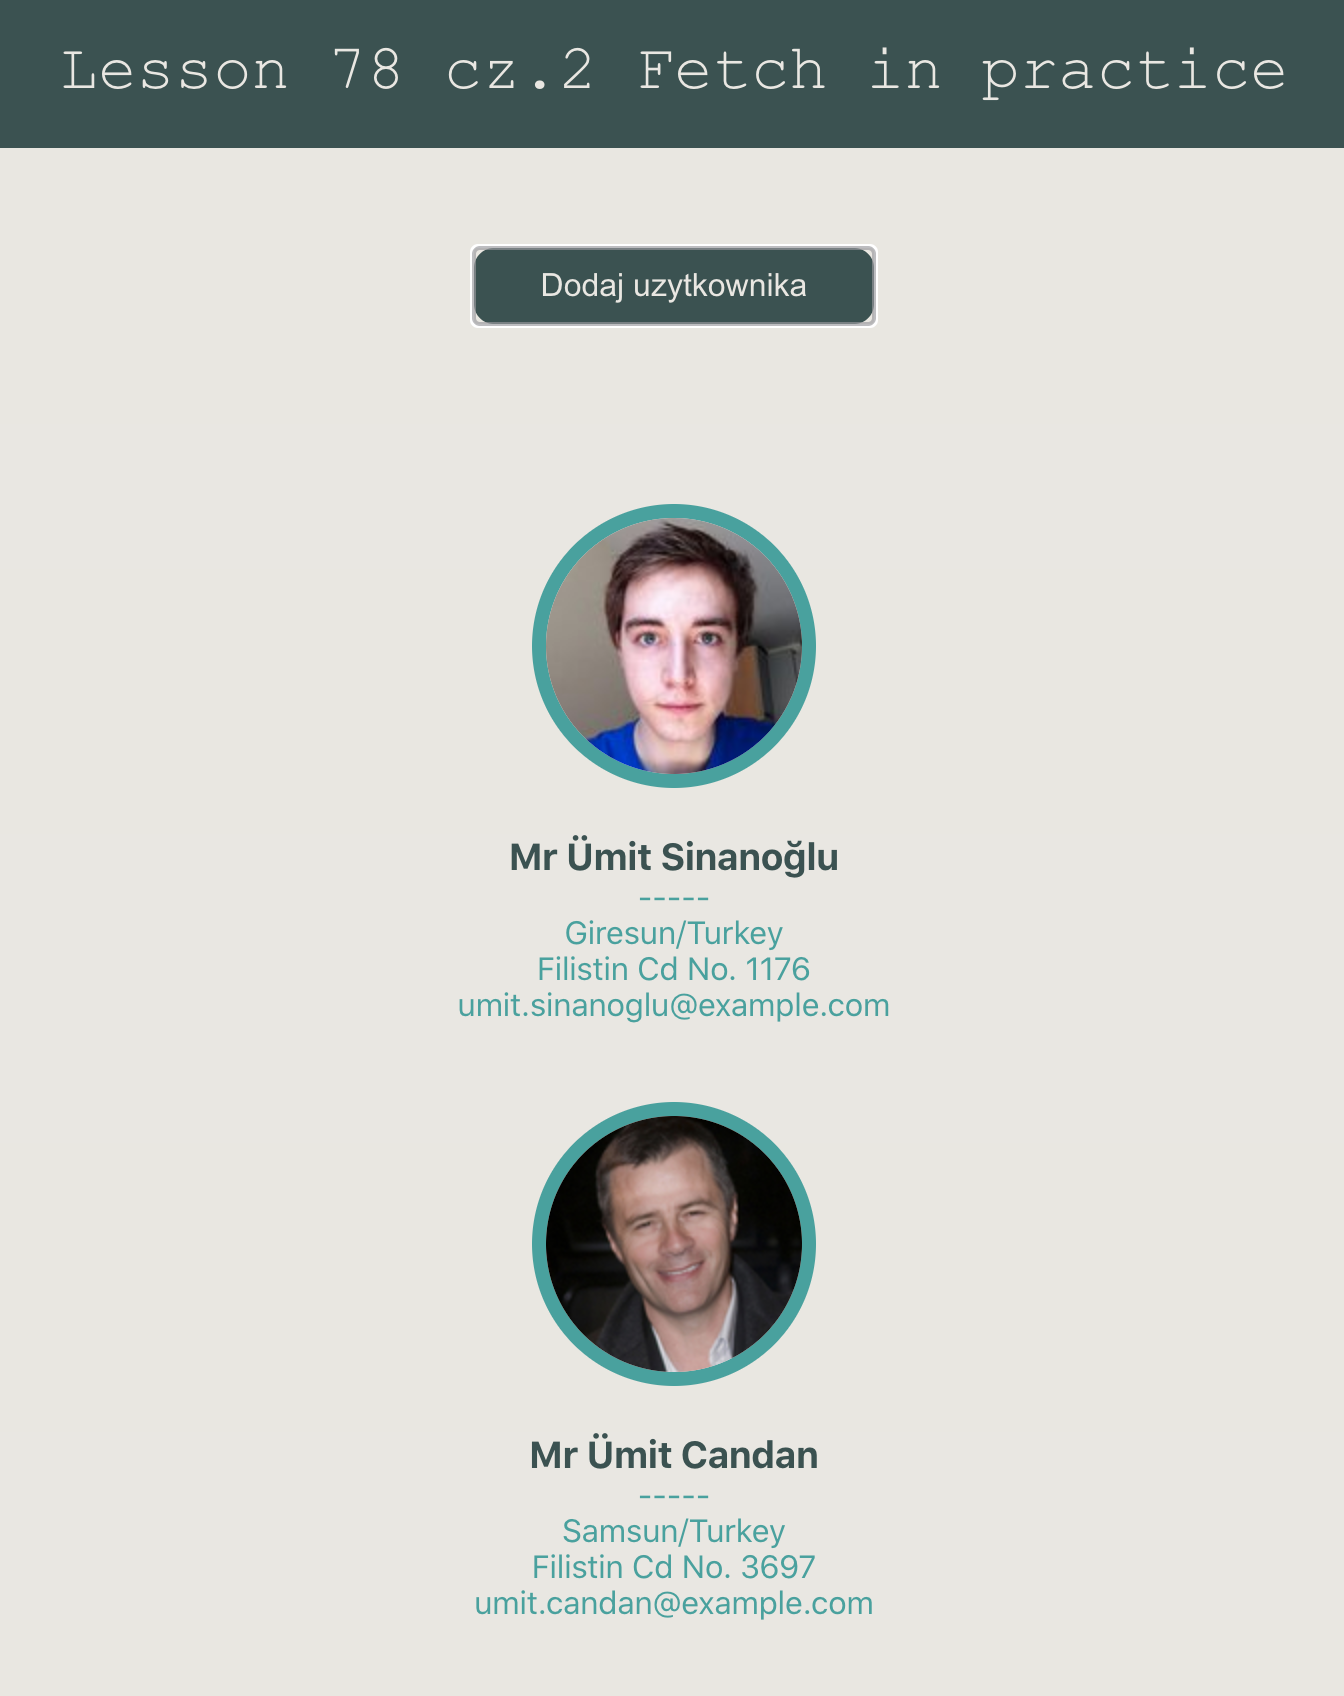 Lesson 78 cz.2 Fetch in practice
Dodaj uzytkownika
Mr Ümit Sinanoğlu
-----
Giresun/Turkey
Filistin Cd No. 1176
umit.sinanoglu@example.com
Mr Ümit Candan
-----
Samsun/Turkey
Filistin Cd No. 3697
umit.candan@example.com